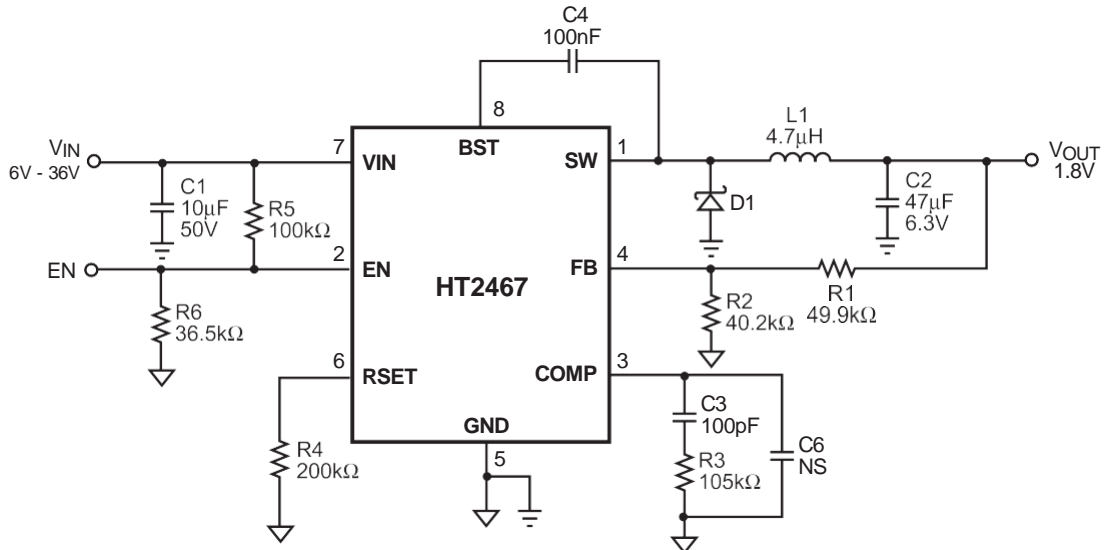 C4
100nF
8
BST
L1
4.7μH
VIN
6V - 36V
7
VIN
SW
1
VOUT
1.8V
C1
10μF
50V
R5
100kΩ
D1
C2
47μF
6.3V
EN
2
EN
HT2467
FB
4
R1
49.9kΩ
R2
40.2kΩ
R6
36.5kΩ
6
RSET
COMP
3
GND
5
R4
200kΩ
C3
100pF
R3
105kΩ
C6
NS